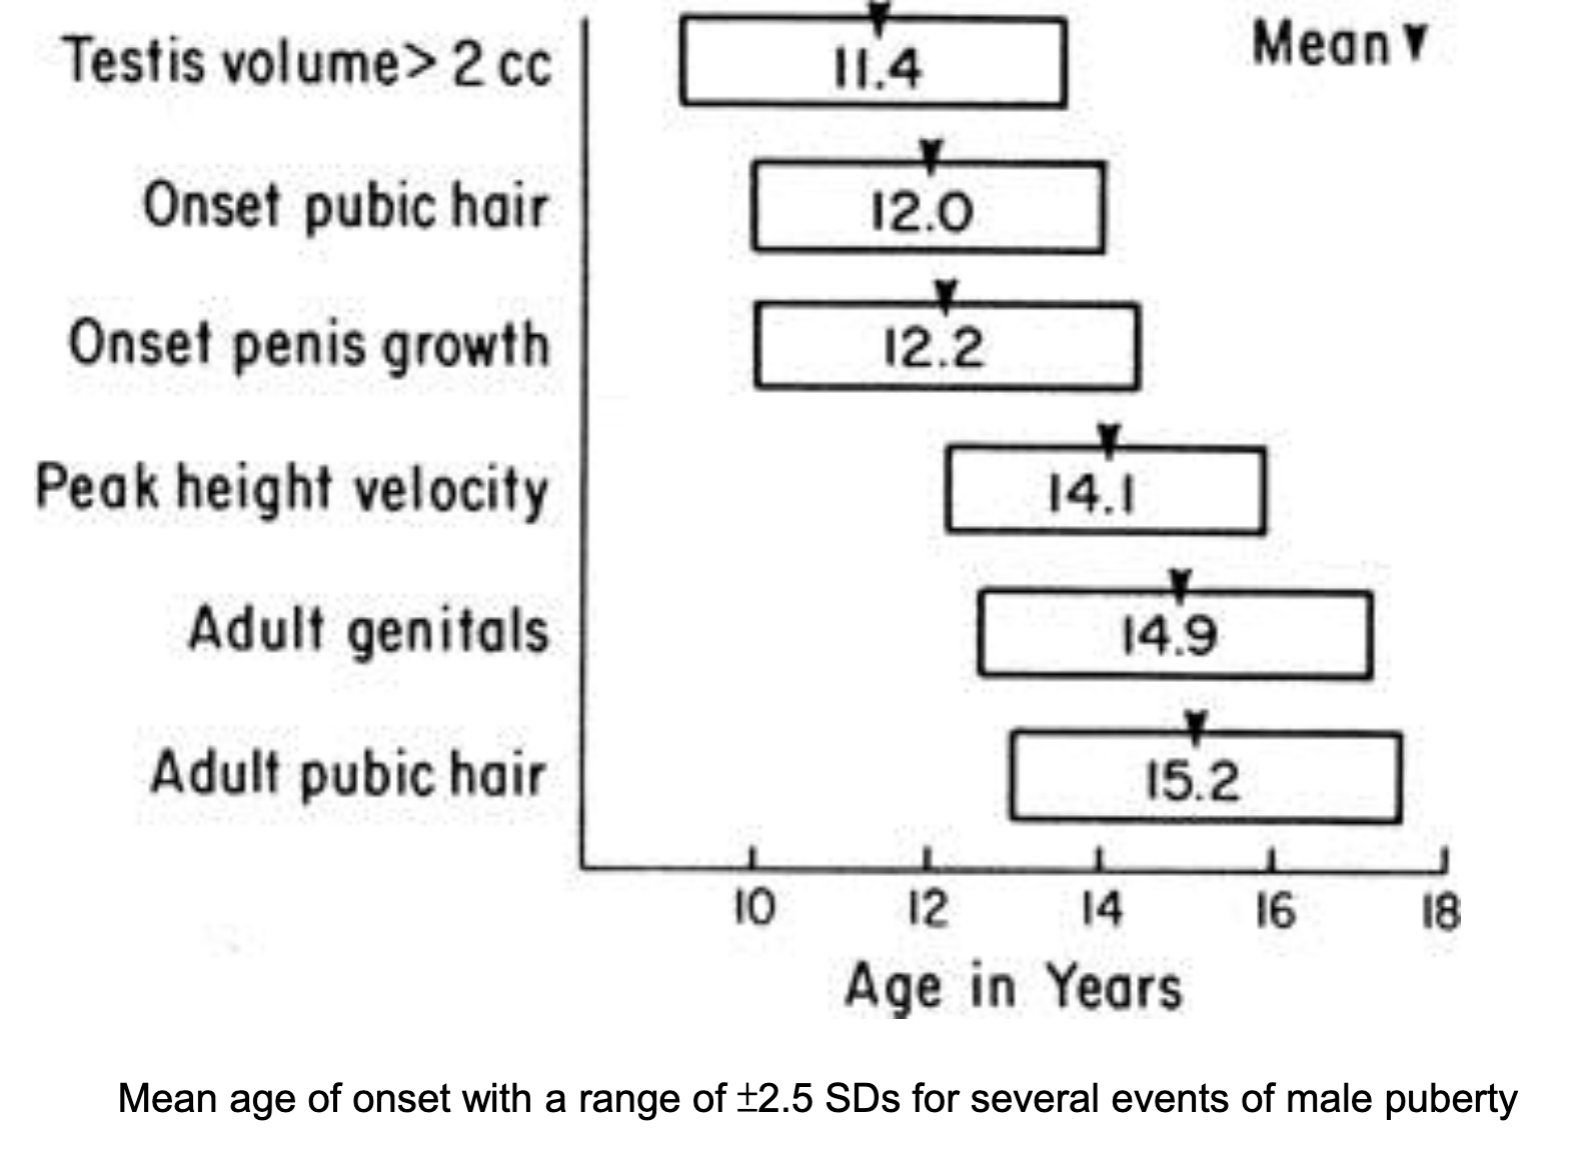 Testis volume> 2 cc
11.4
Mean
Onset pubic hair
12.0
Onset penis growth
12.2
Peak height velocity
14.1
Adult genitals
14.9
Adult pubic hair
15.2
10 12 14 16 18
Age in Years
Mean age of onset with a range of ±2.5 SDs for several events of male puberty